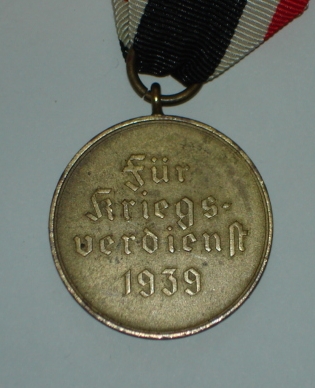 Für
Kriegs-
verdienst
1939